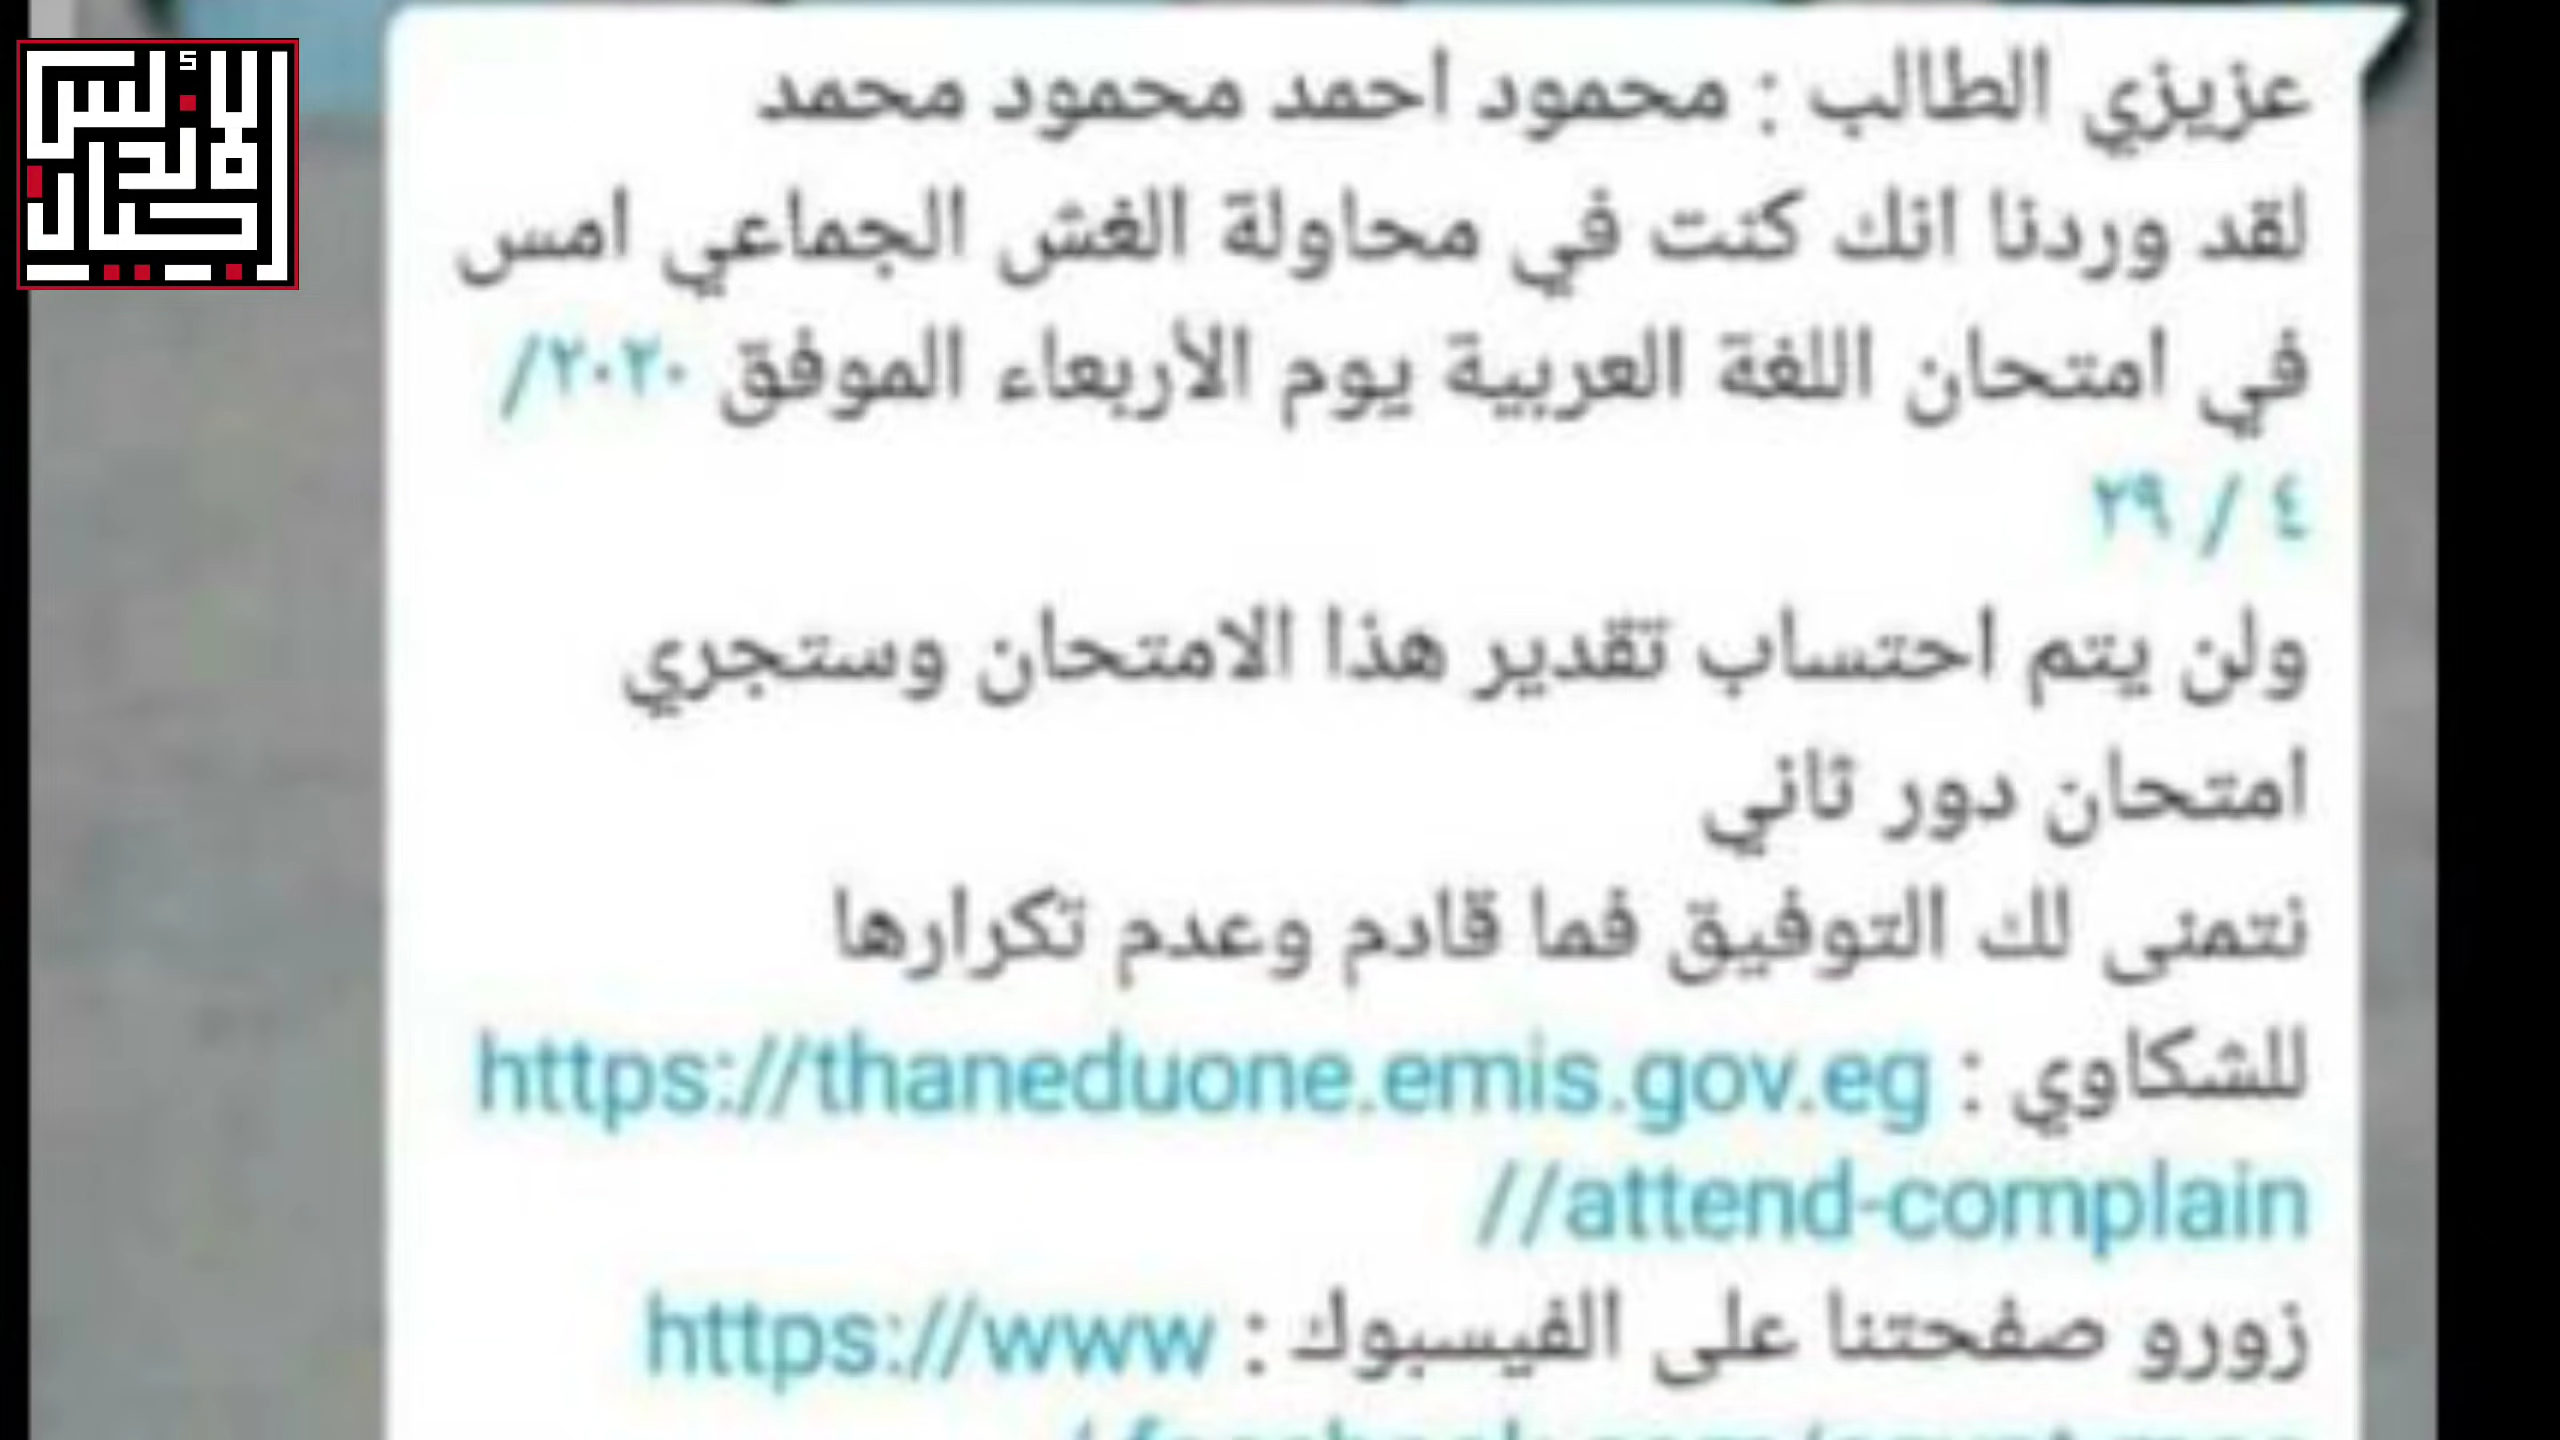 عزيزي الطالب : محمود احمد محمود محمد
لقد وردنا انك كنت في محاولة الغش الجماعي امس
في امتحان اللغة العربية يوم الأربعاء الموفق ٢٠٢٠/
٤ / ٢٩
ولن يتم احتساب تقدير هذا الامتحان وستجري
امتحان دور ثاني
نتمنى لك التوفيق فما قادم وعدم تكرارها
للشكاوي : https://thaneduone.emis.gov.eg
//attend-complain
زورو صفحتنا على الفيسبوك : https://www